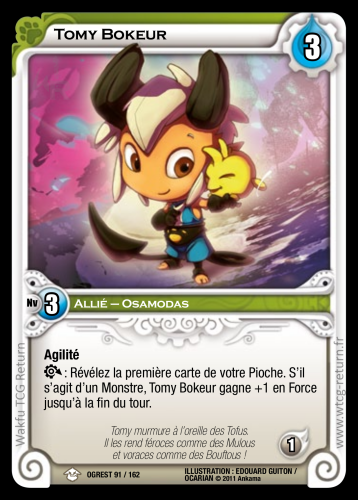 Tomy Bokeur
3
Nv 3 Allié – Osamodas
Agilité
: Révélez la première carte de votre Pioche. S'il
s'agit d'un Monstre, Tomy Bokeur gagne +1 en Force
jusqu'à la fin du tour.
Tomy murmure à l'oreille des Tofus.
Il les rend féroces comme des Mulous
et voraces comme des Bouftous !
1
OGREST 91 / 162
ILLUSTRATION : EDOUARD GUITON /
OCARIAN © 2011 Ankama
Wakfu TCG Return
www.wtcg-return.fr